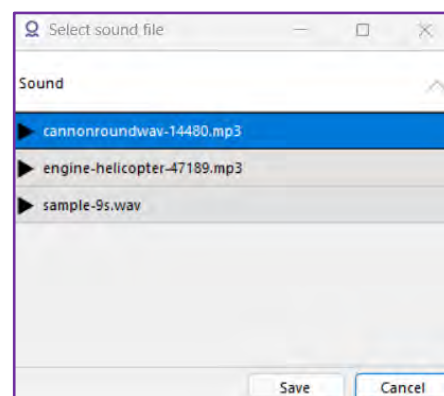 Select sound file
Sound
cannonroundwav-14480.mp3
engine-helicopter-47189.mp3
sample-9s.wav
Save Cancel